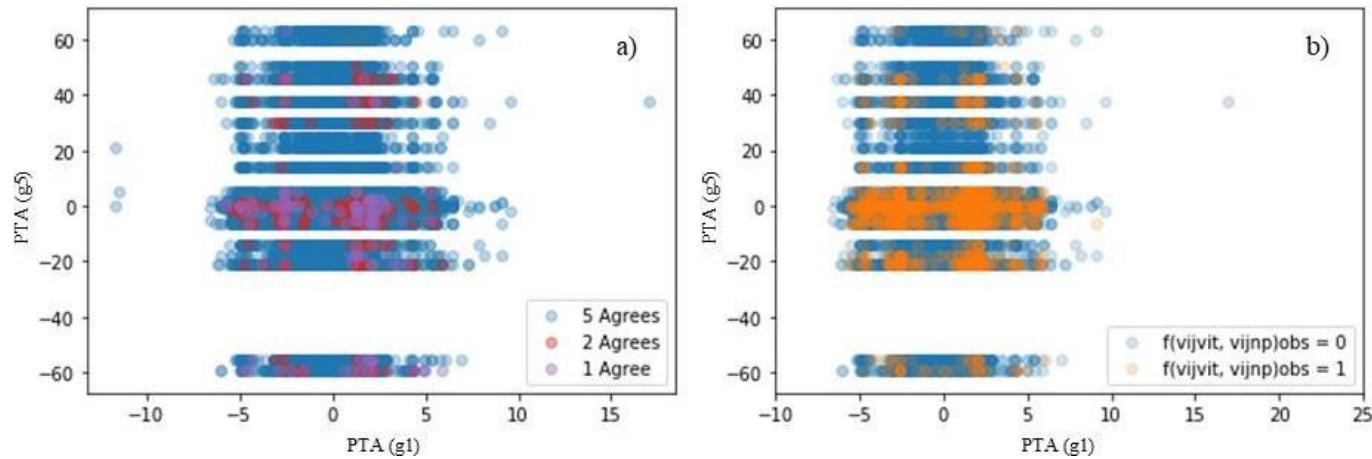 a)
60
40
20
0
−20
−40
−60
PTA (g5)
−10 −5 0 5 10 15
PTA (g1)
5 Agrees
2 Agrees
1 Agree
b)
60
40
20
0
−20
−40
−60
PTA (g5)
−10 −5 0 5 10 15 20 25
PTA (g1)
f(vijvit, vijnp)obs = 0
f(vijvit, vijnp)obs = 1